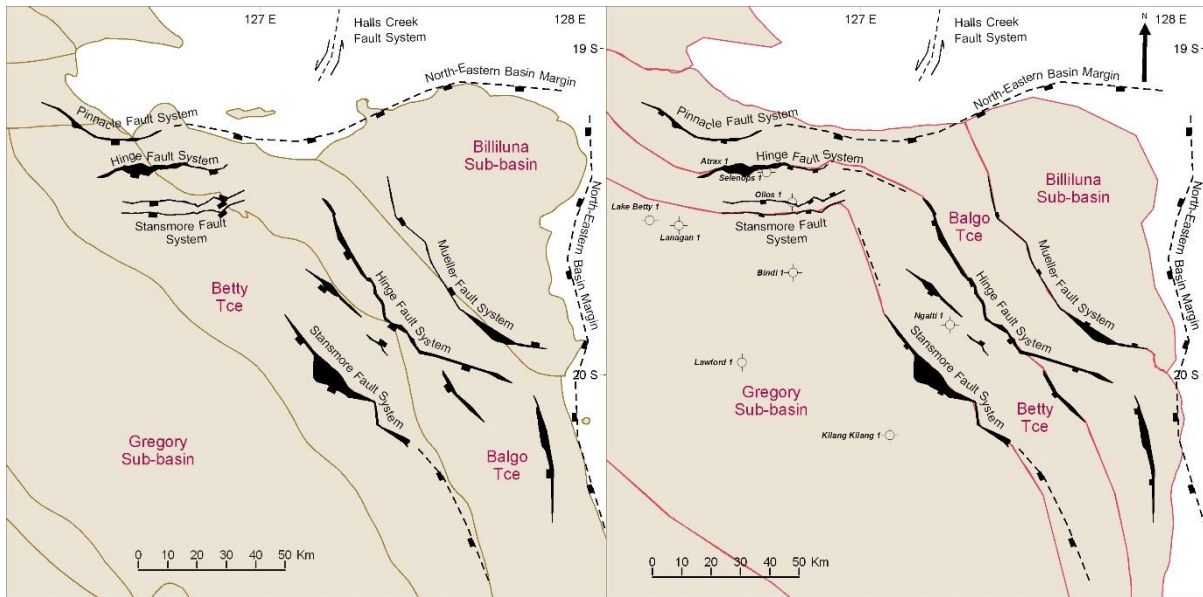 127 E
128 E
Halls Creek
Fault System
19 S
North-Eastern Basin Margin
Pinnacle Fault System
Hinge Fault System
Billiluna
Sub-basin
Stansmore Fault
System
North-Eastern
Basin Margin
Betty
Tce
Mueller Fault System
Hinge Fault
System
Stansmore Fault System
20 S
Gregory
Sub-basin
Balgo
Tce
0 10 20 30 40 50 Km
127 E
128 E
N
Halls Creek
Fault System
19 S
North-Eastern Basin Margin
Pinnacle Fault System
Atrax 1
Hinge Fault System
Selenops 1
Billiluna
Sub-basin
Ollos 1
Lake Betty 1
Lanagan 1
Stansmore Fault
System
Balgo
Tce
North-Eastern
Basin Margin
Bindi 1
Mueller Fault System
Ngalti 1
Hinge Fault
System
Lawford 1
Stansmore Fault System
20 S
Gregory
Sub-basin
Betty
Tce
Kilang Kilang 1
0 10 20 30 40 50 Km